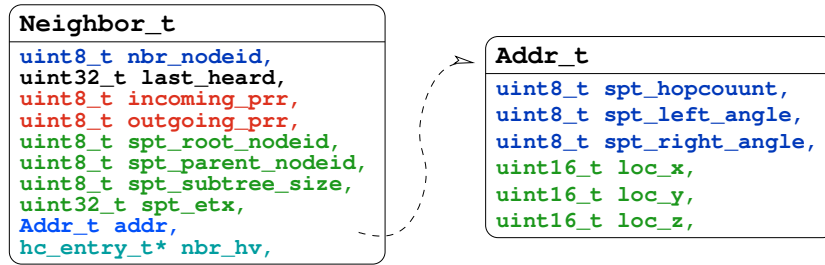 Neighbor_t
uint8_t nbr_nodeid,
uint32_t last_heard,
uint8_t incoming_prr,
uint8_t outgoing_prr,
uint8_t spt_root_nodeid,
uint8_t spt_parent_nodeid,
uint8_t spt_subtree_size,
uint32_t spt_etx,
Addr_t addr,
hc_entry_t* nbr_hv,
Addr_t
uint8_t spt_hopcouunt,
uint8_t spt_left_angle,
uint8_t spt_right_angle,
uint16_t loc_x,
uint16_t loc_y,
uint16_t loc_z,